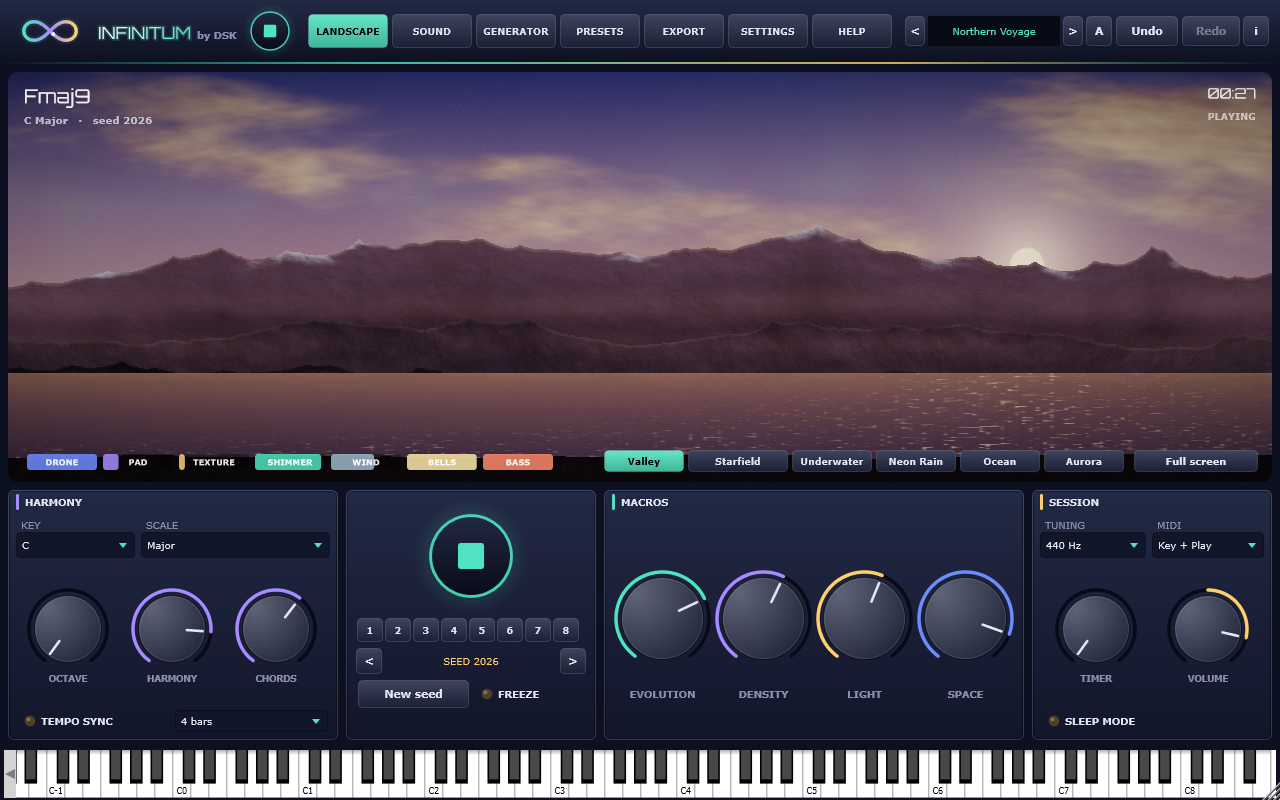 INFINITUM by DSK
LANDSCAPE SOUND GENERATOR PRESETS EXPORT SETTINGS HELP
< Northern Voyage > A Undo Redo i
Fmaj9
C Major · seed 2026
00:27
PLAYING
DRONE PAD TEXTURE SHIMMER WIND BELLS BASS
Valley Starfield Underwater Neon Rain Ocean Aurora Full screen
HARMONY
KEY SCALE
C Major
OCTAVE HARMONY CHORDS
TEMPO SYNC 4 bars
1 2 3 4 5 6 7 8
< SEED 2026 >
New seed FREEZE
MACROS
EVOLUTION DENSITY LIGHT SPACE
SESSION
TUNING MIDI
440 Hz Key + Play
TIMER VOLUME
SLEEP MODE
C-1 C0 C1 C2 C3 C4 C5 C6 C7 C8